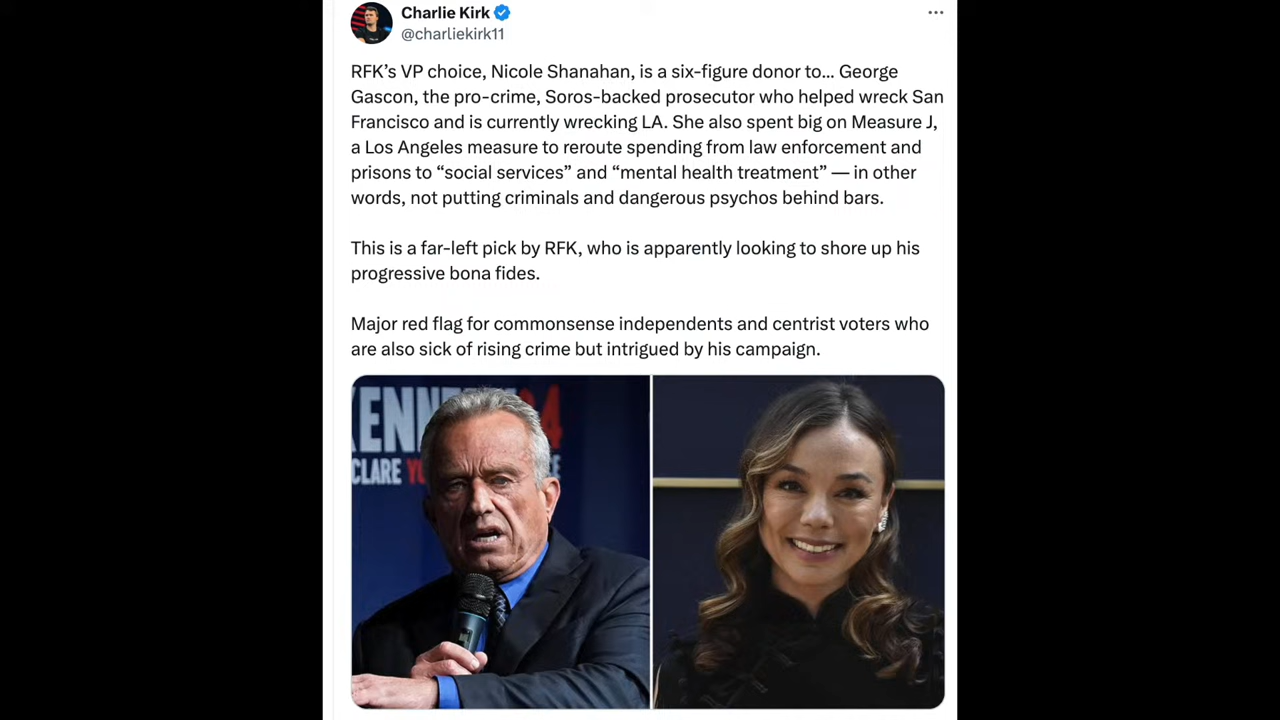 Charlie Kirk
@charliekirk11
RFK’s VP choice, Nicole Shanahan, is a six-figure donor to... George
Gascon, the pro-crime, Soros-backed prosecutor who helped wreck San
Francisco and is currently wrecking LA. She also spent big on Measure J,
a Los Angeles measure to reroute spending from law enforcement and
prisons to “social services” and “mental health treatment” — in other
words, not putting criminals and dangerous psychos behind bars.
This is a far-left pick by RFK, who is apparently looking to shore up his
progressive bona fides.
Major red flag for commonsense independents and centrist voters who
are also sick of rising crime but intrigued by his campaign.